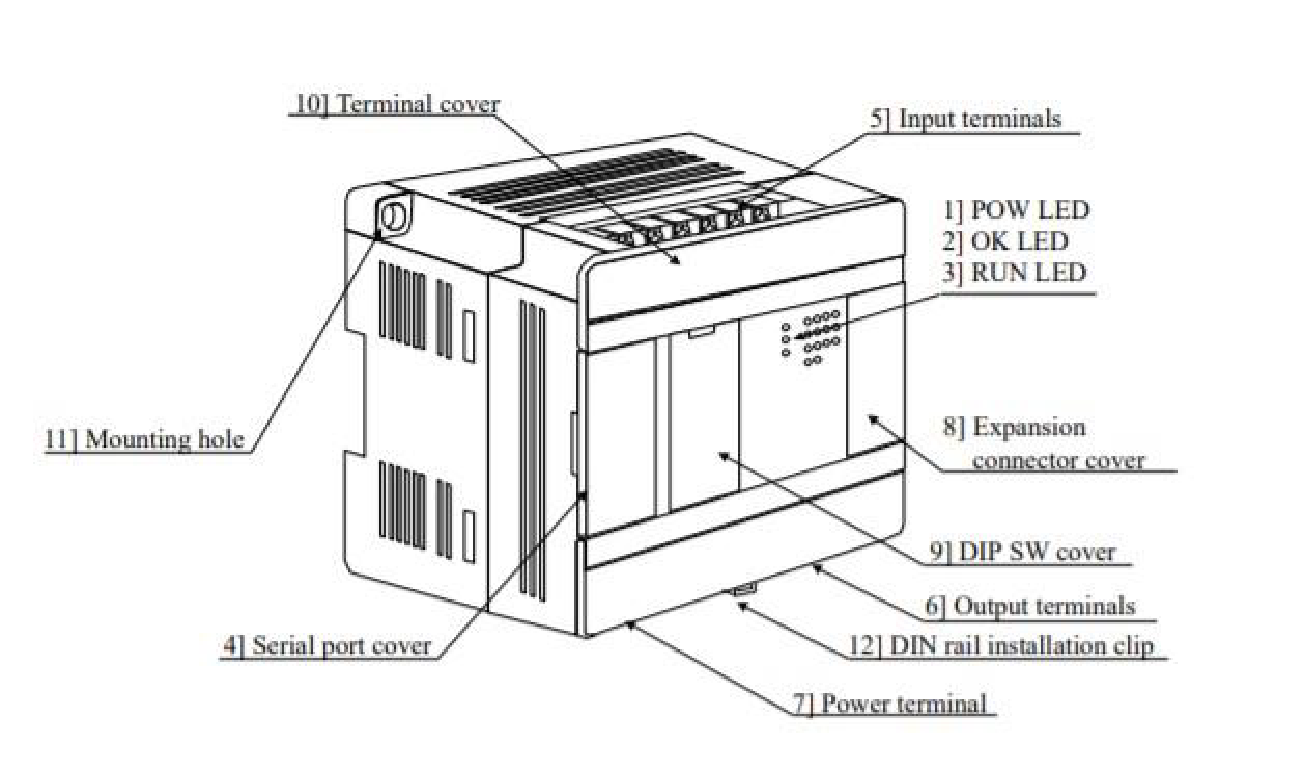 10] Terminal cover
5] Input terminals
1] POW LED
2] OK LED
3] RUN LED
11] Mounting hole
8] Expansion
connector cover
9] DIP SW cover
6] Output terminals
4] Serial port cover
12] DIN rail installation clip
7] Power terminal